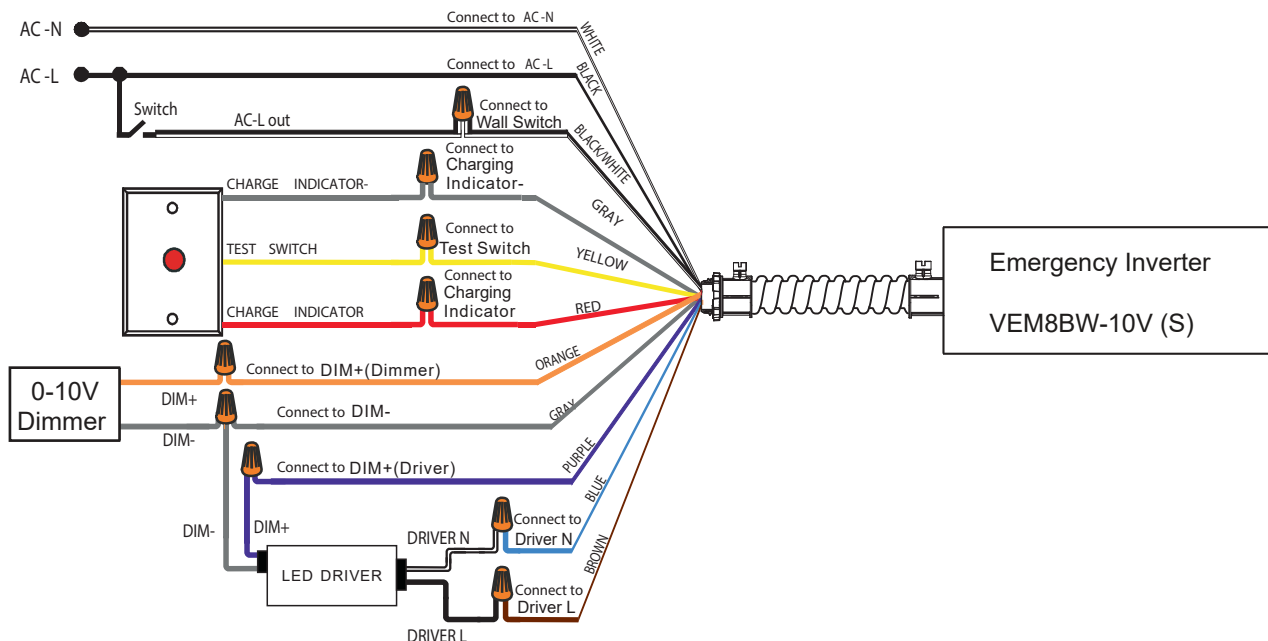 AC-N
Connect to AC-N
WHITE
AC-L
Connect to AC-L
BLACK
Switch
AC-L out
Connect to
Wall Switch
BLACK/WHITE
CHARGE INDICATOR-
Connect to
Charging
Indicator-
GRAY
TEST SWITCH
Connect to
Test Switch
YELLOW
CHARGE INDICATOR
Connect to
Charging
Indicator
RED
Emergency Inverter
VEM8BW-10V (S)
0-10V
Dimmer
DIM+
Connect to DIM+(Dimmer)
ORANGE
DIM-
Connect to DIM-
GRAY
Connect to DIM+(Driver)
PURPLE
DIM-
DIM+
LED DRIVER
DRIVER N
Connect to
Driver N
BLUE
DRIVER L
Connect to
Driver L
BROWN